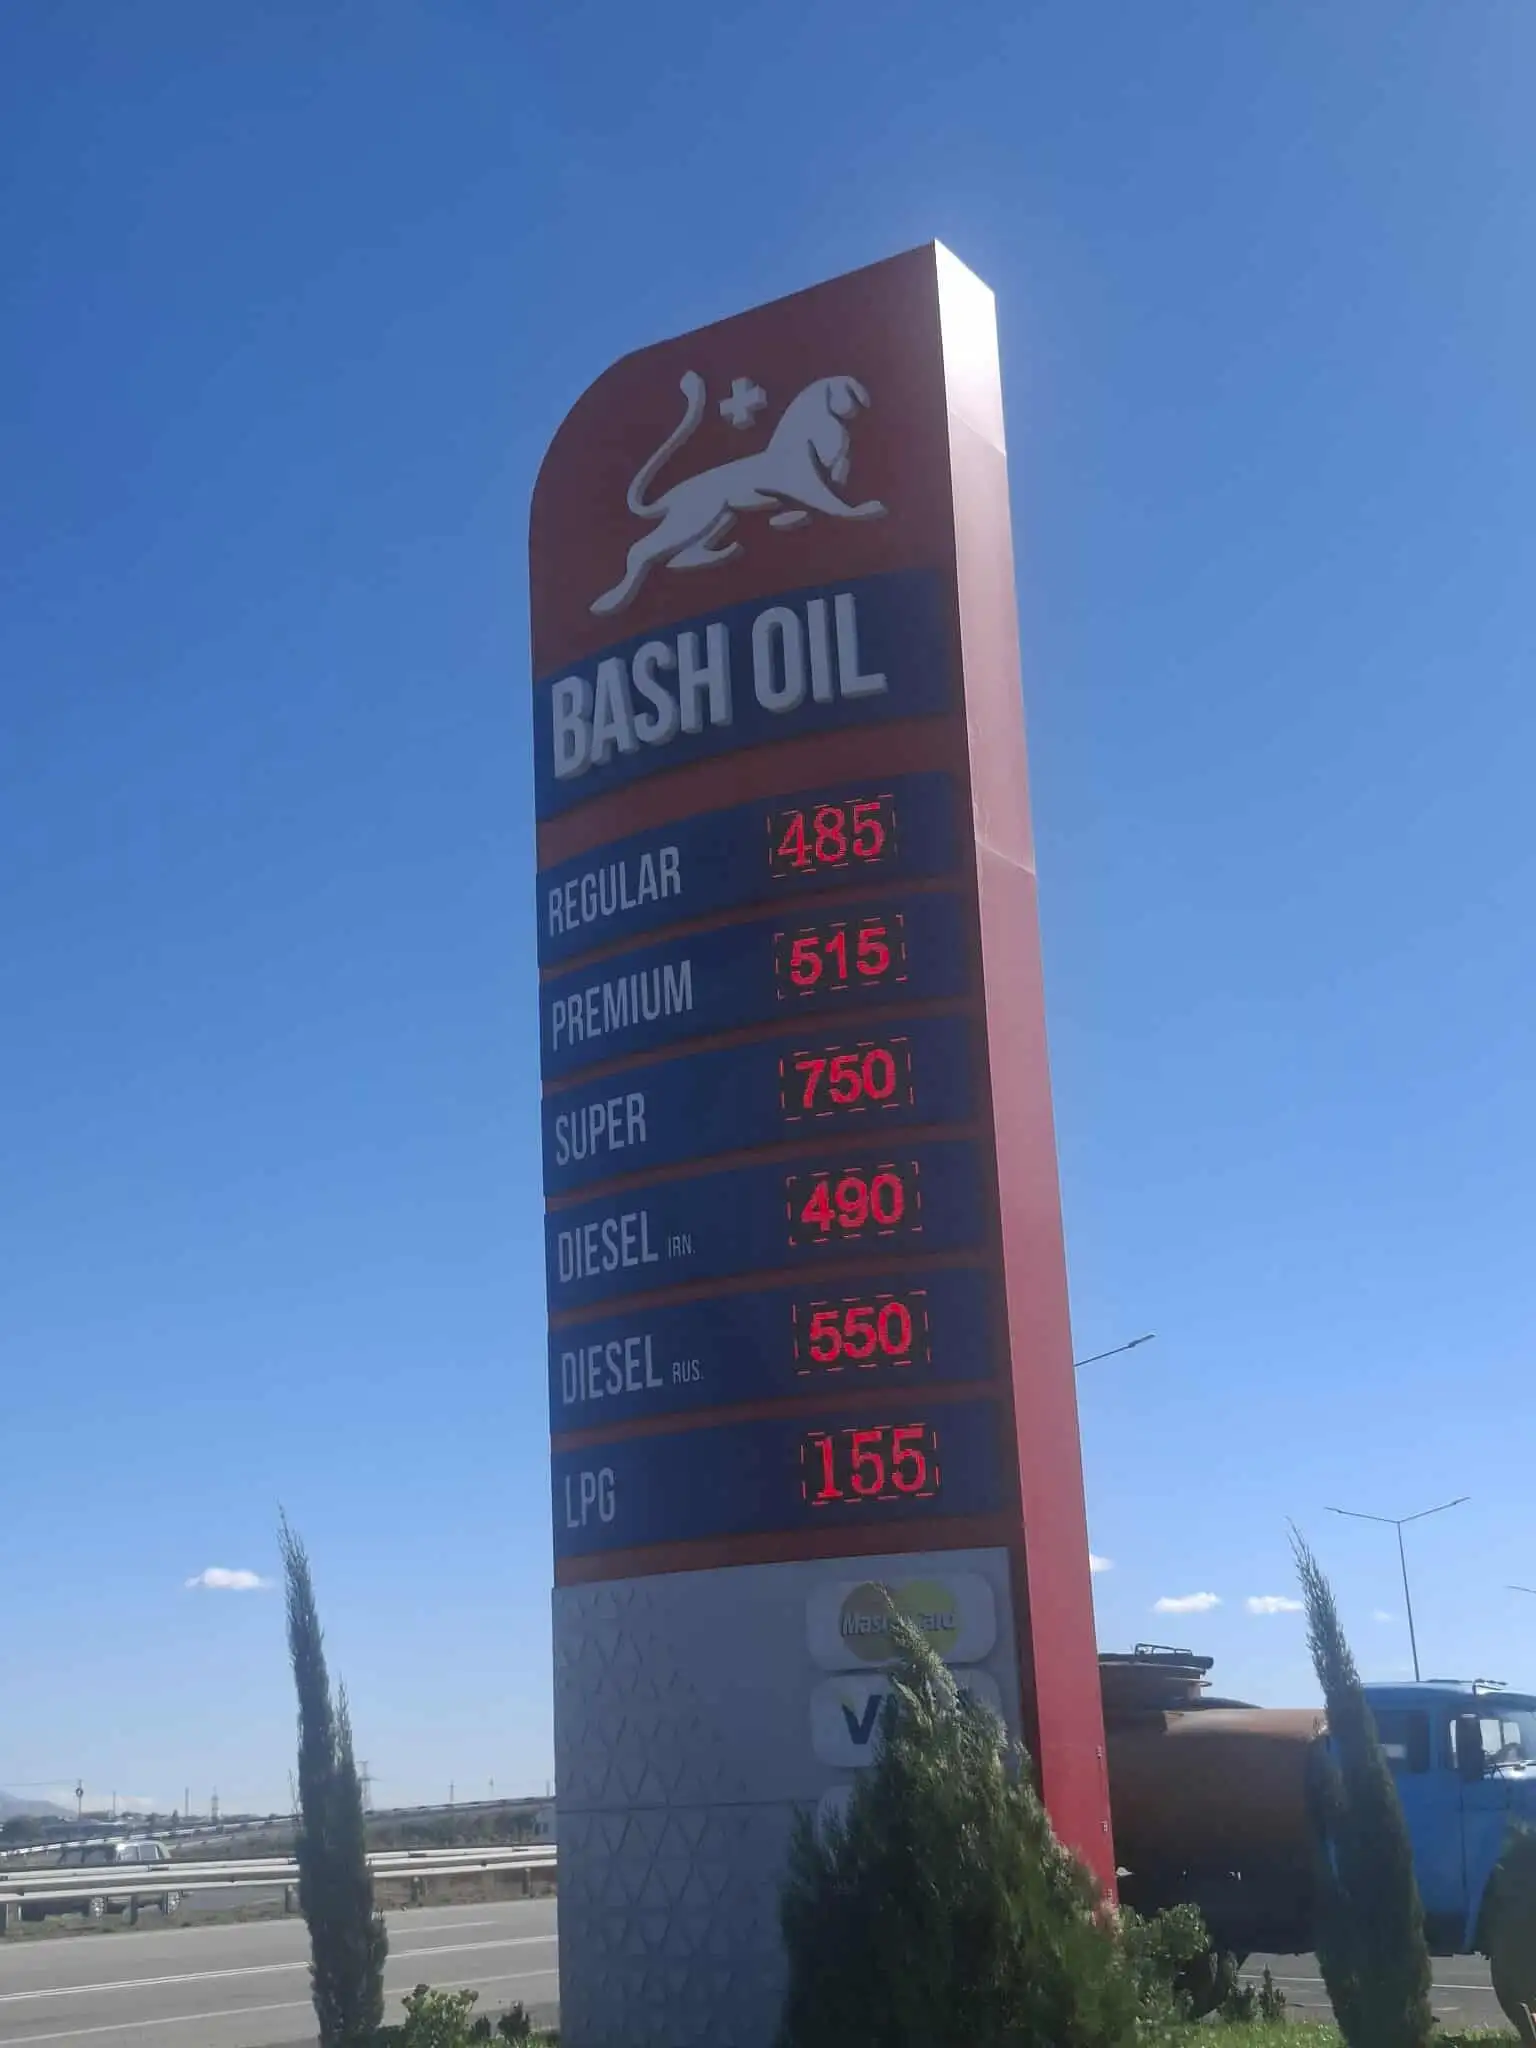 BASH OIL
REGULAR 485
PREMIUM 515
SUPER 750
DIESEL IRN. 490
DIESEL RUS. 550
LPG 155